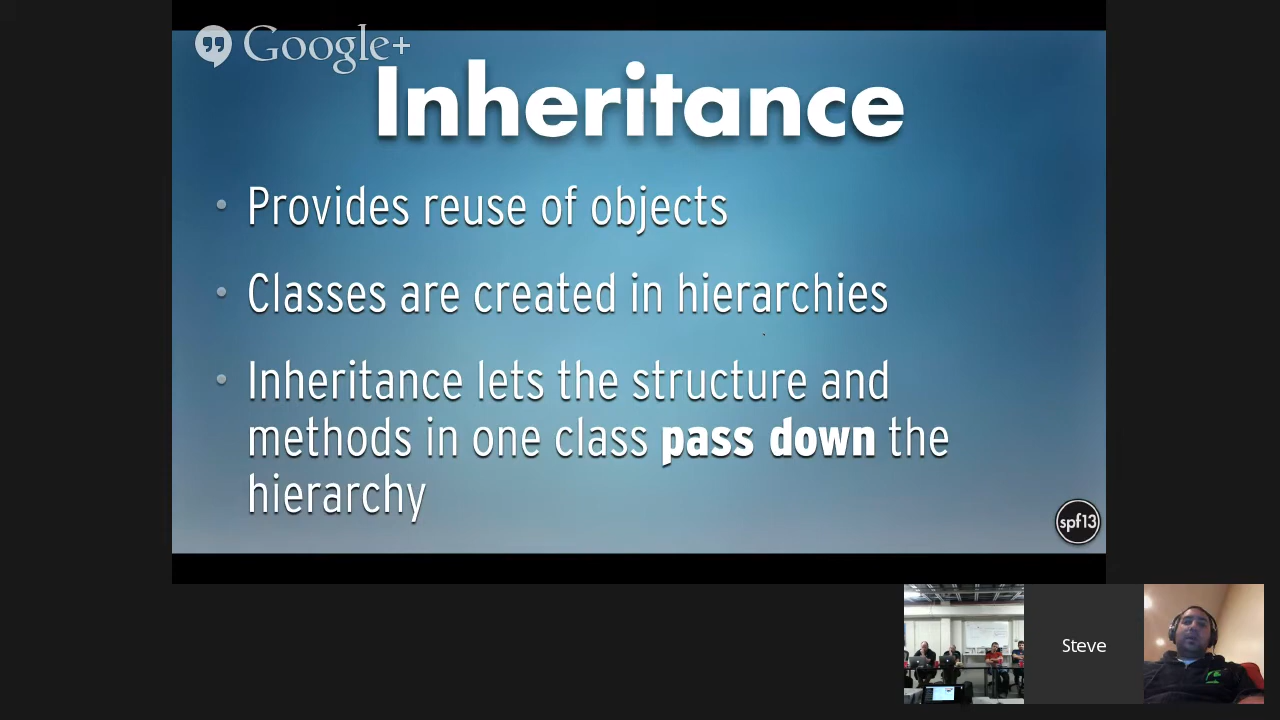 Google+
Inheritance
• Provides reuse of objects
• Classes are created in hierarchies
• Inheritance lets the structure and
methods in one class pass down the
hierarchy
spf13
Steve